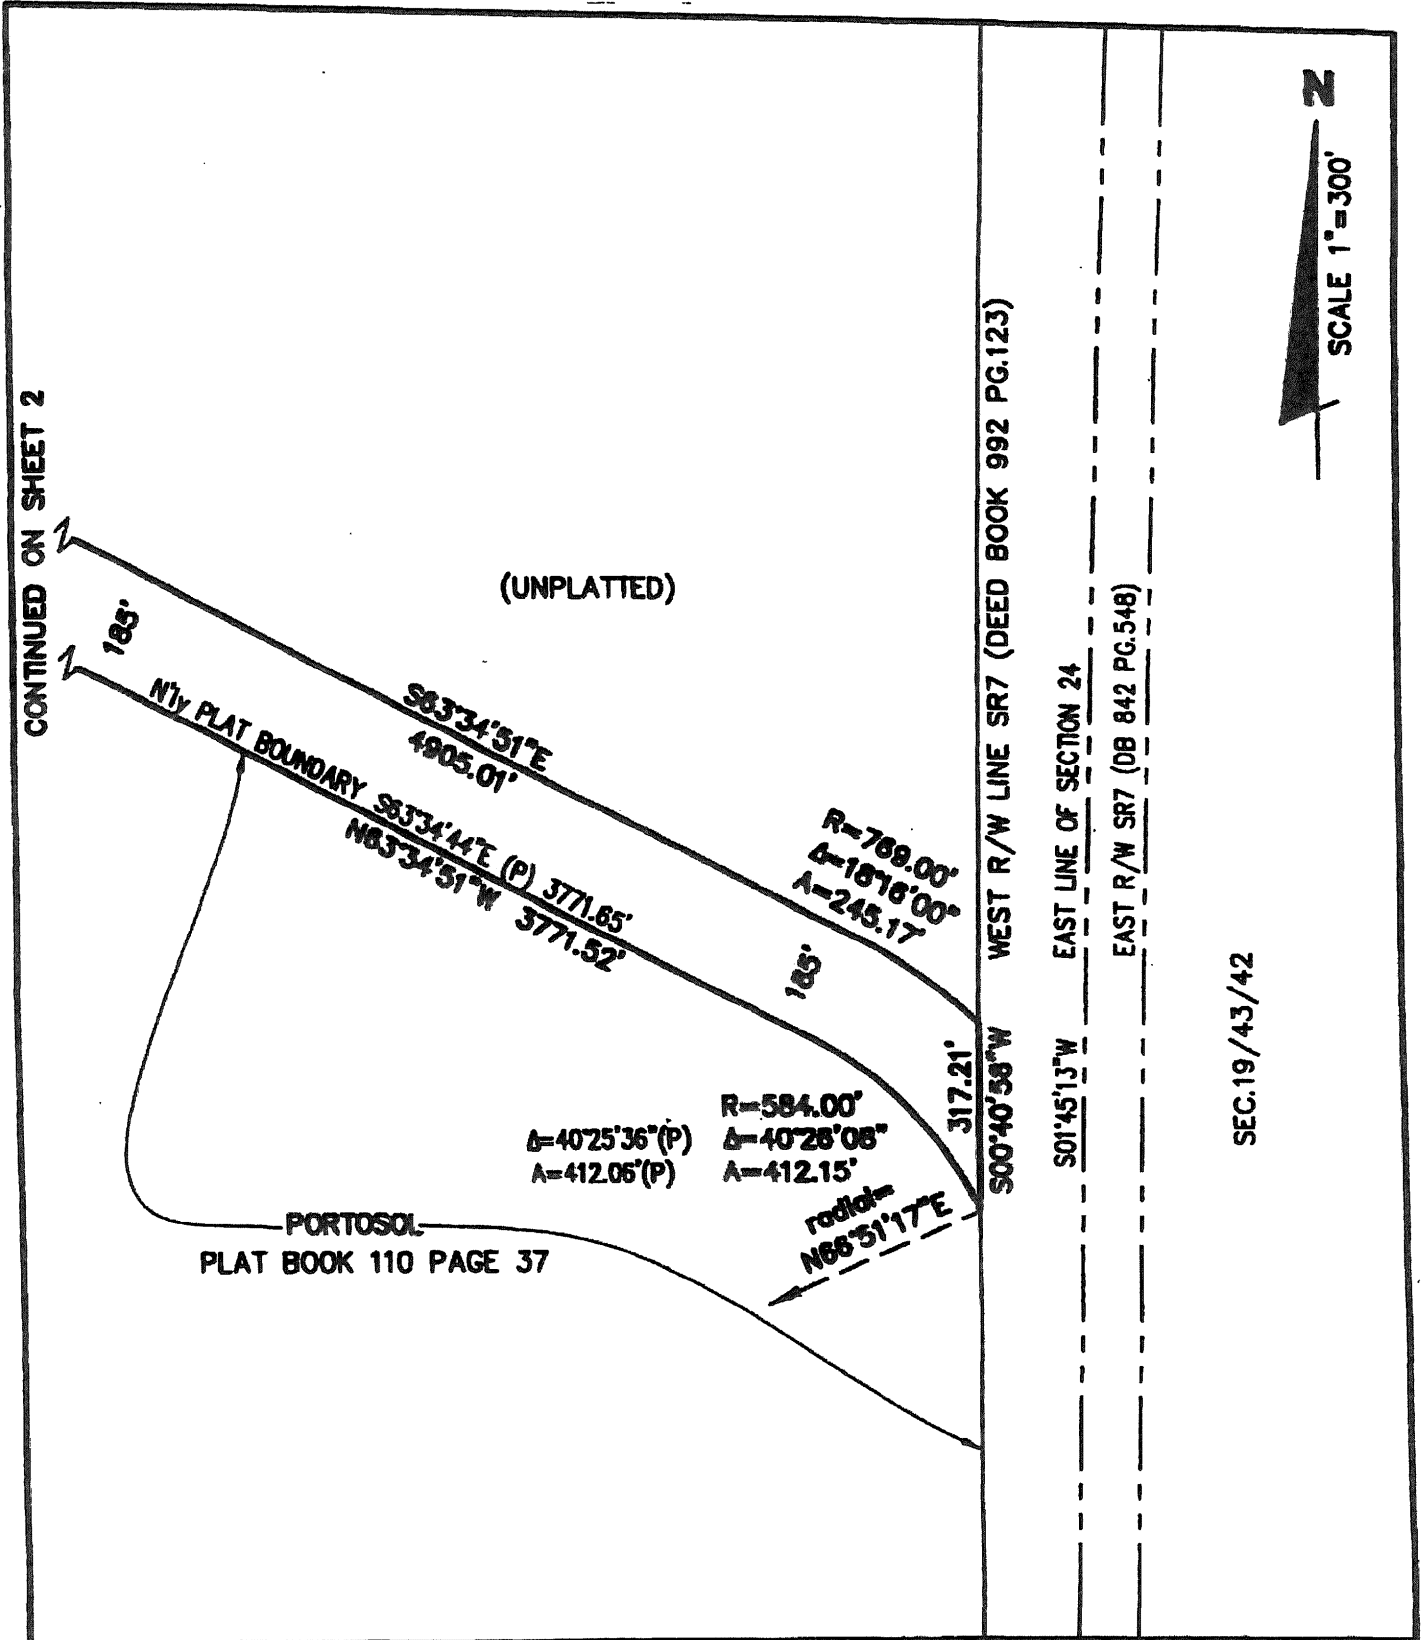 N
SCALE 1"=300'
CONTINUED ON SHEET 2
(UNPLATTED)
185'
N'ly PLAT BOUNDARY S63°34'44"E (P) 3771.65'
N63°34'51"W 3771.52'
S63°34'51"E
4905.01'
R=769.00'
Δ=18°16'00"
A=245.17'
185'
WEST R/W LINE SR7 (DEED BOOK 992 PG.123)
EAST LINE OF SECTION 24
EAST R/W SR7 (DB 842 PG.548)
317.21'
S00°40'58"W
S01°45'13"W
SEC.19/43/42
R=584.00'
Δ=40°25'36"(P) Δ=40°26'08"
A=412.06'(P) A=412.15'
radial=
N66°51'17"E
PORTOSOL
PLAT BOOK 110 PAGE 37